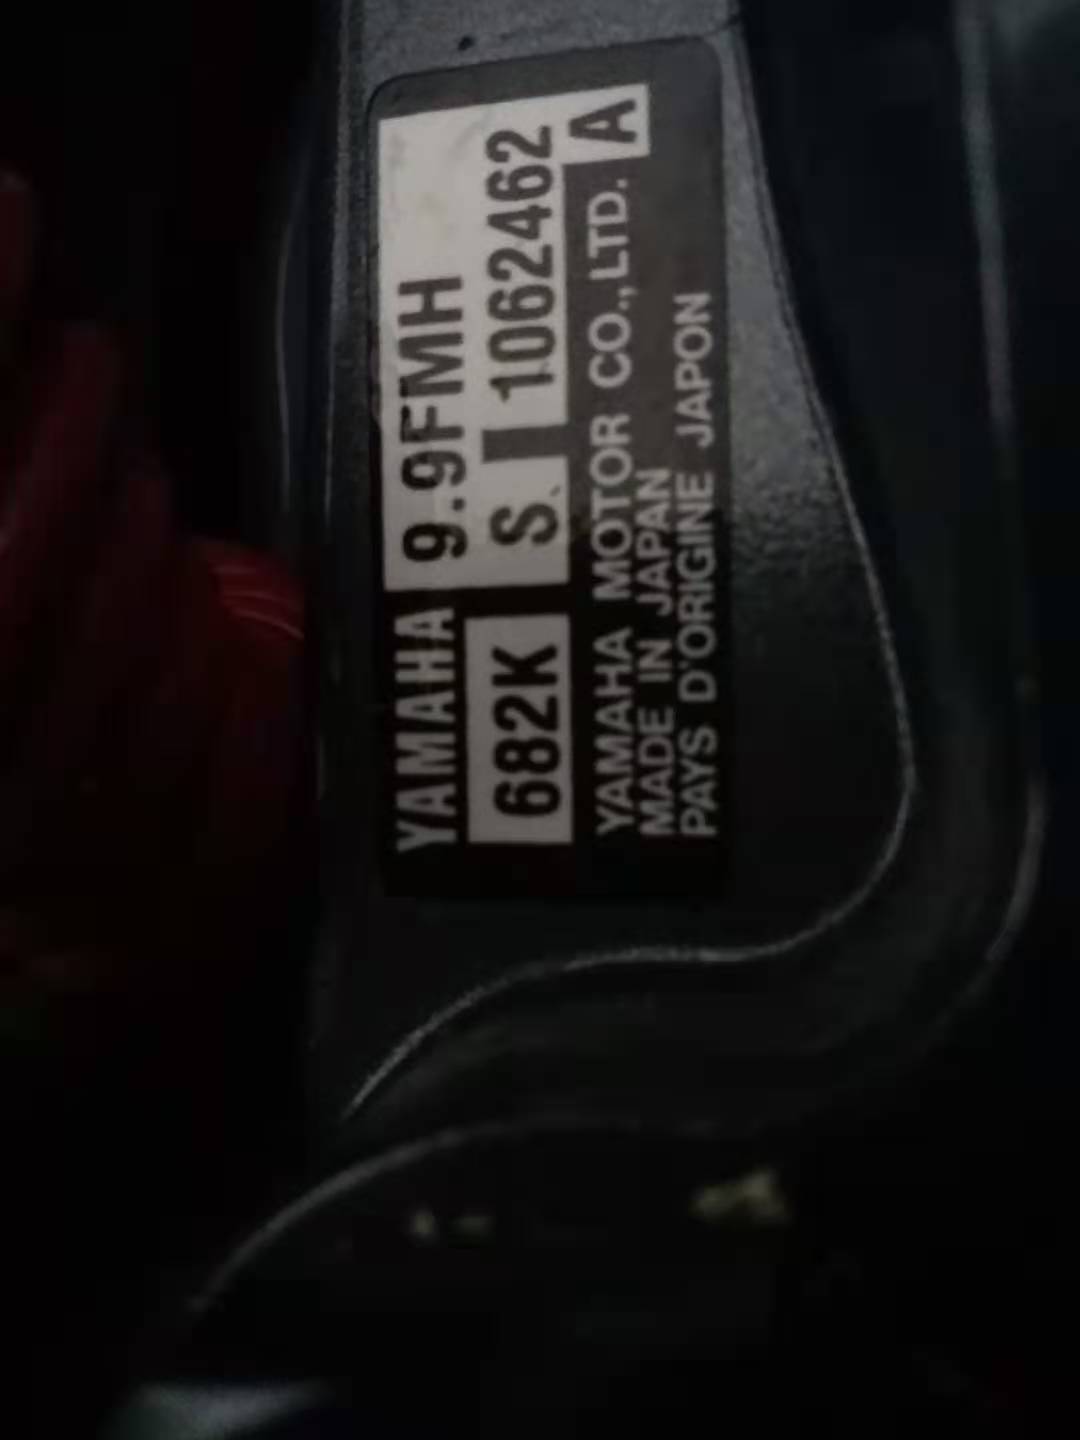 YAMAHA 9.9FMH
682K S 1062462
YAMAHA MOTOR CO.,LTD. A
MADE IN JAPAN
PAYS D'ORIGINE JAPON